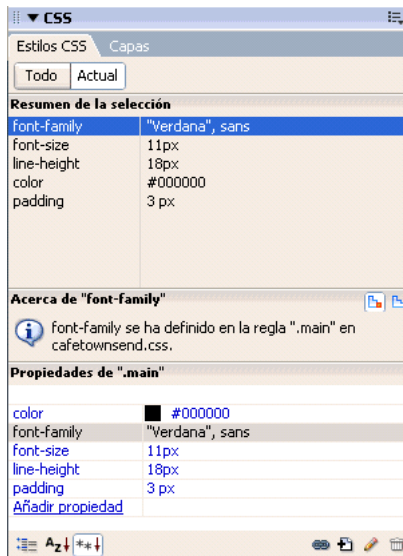 CSS
Estilos CSS Capas
Todo Actual
Resumen de la selección
font-family "Verdana", sans
font-size 11px
line-height 18px
color #000000
padding 3 px
Acerca de "font-family"
font-family se ha definido en la regla ".main" en
cafetownsend.css.
Propiedades de ".main"
color #000000
font-family "Verdana", sans
font-size 11px
line-height 18px
padding 3 px
Añadir propiedad
AZ **